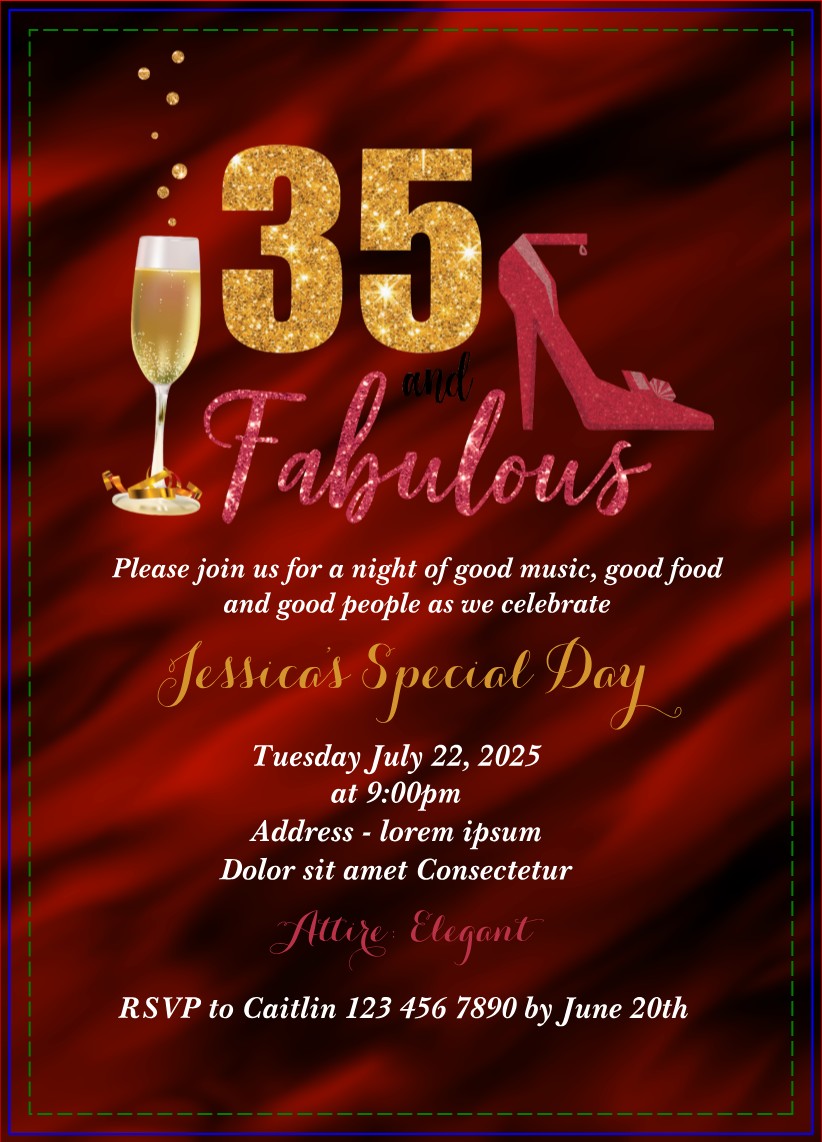 35
and
Fabulous
Please join us for a night of good music, good food
and good people as we celebrate
Jessica's Special Day
Tuesday July 22, 2025
at 9:00pm
Address - lorem ipsum
Dolor sit amet Consectetur
Attire: Elegant
RSVP to Caitlin 123 456 7890 by June 20th